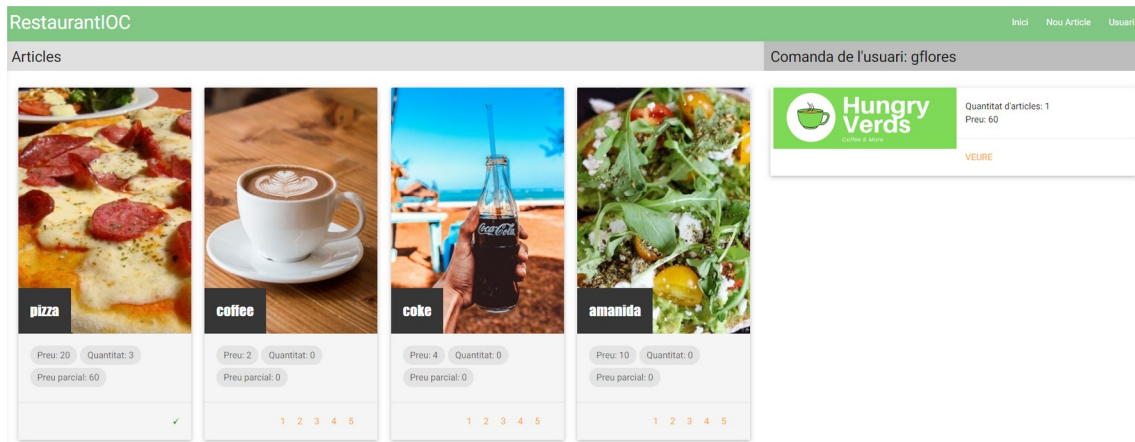 RestaurantIOC
Inici Nou Article Usuari
Articles
Comanda de l'usuari: gflores
Hungry
Verds
Coffee & More
Quantitat d'articles: 1
Preu: 60
VEURE
pizza
Preu: 20 Quantitat: 3
Preu parcial: 60
✓
coffee
Preu: 2 Quantitat: 0
Preu parcial: 0
1 2 3 4 5
Coca-Cola
coke
Preu: 4 Quantitat: 0
Preu parcial: 0
1 2 3 4 5
amanida
Preu: 10 Quantitat: 0
Preu parcial: 0
1 2 3 4 5